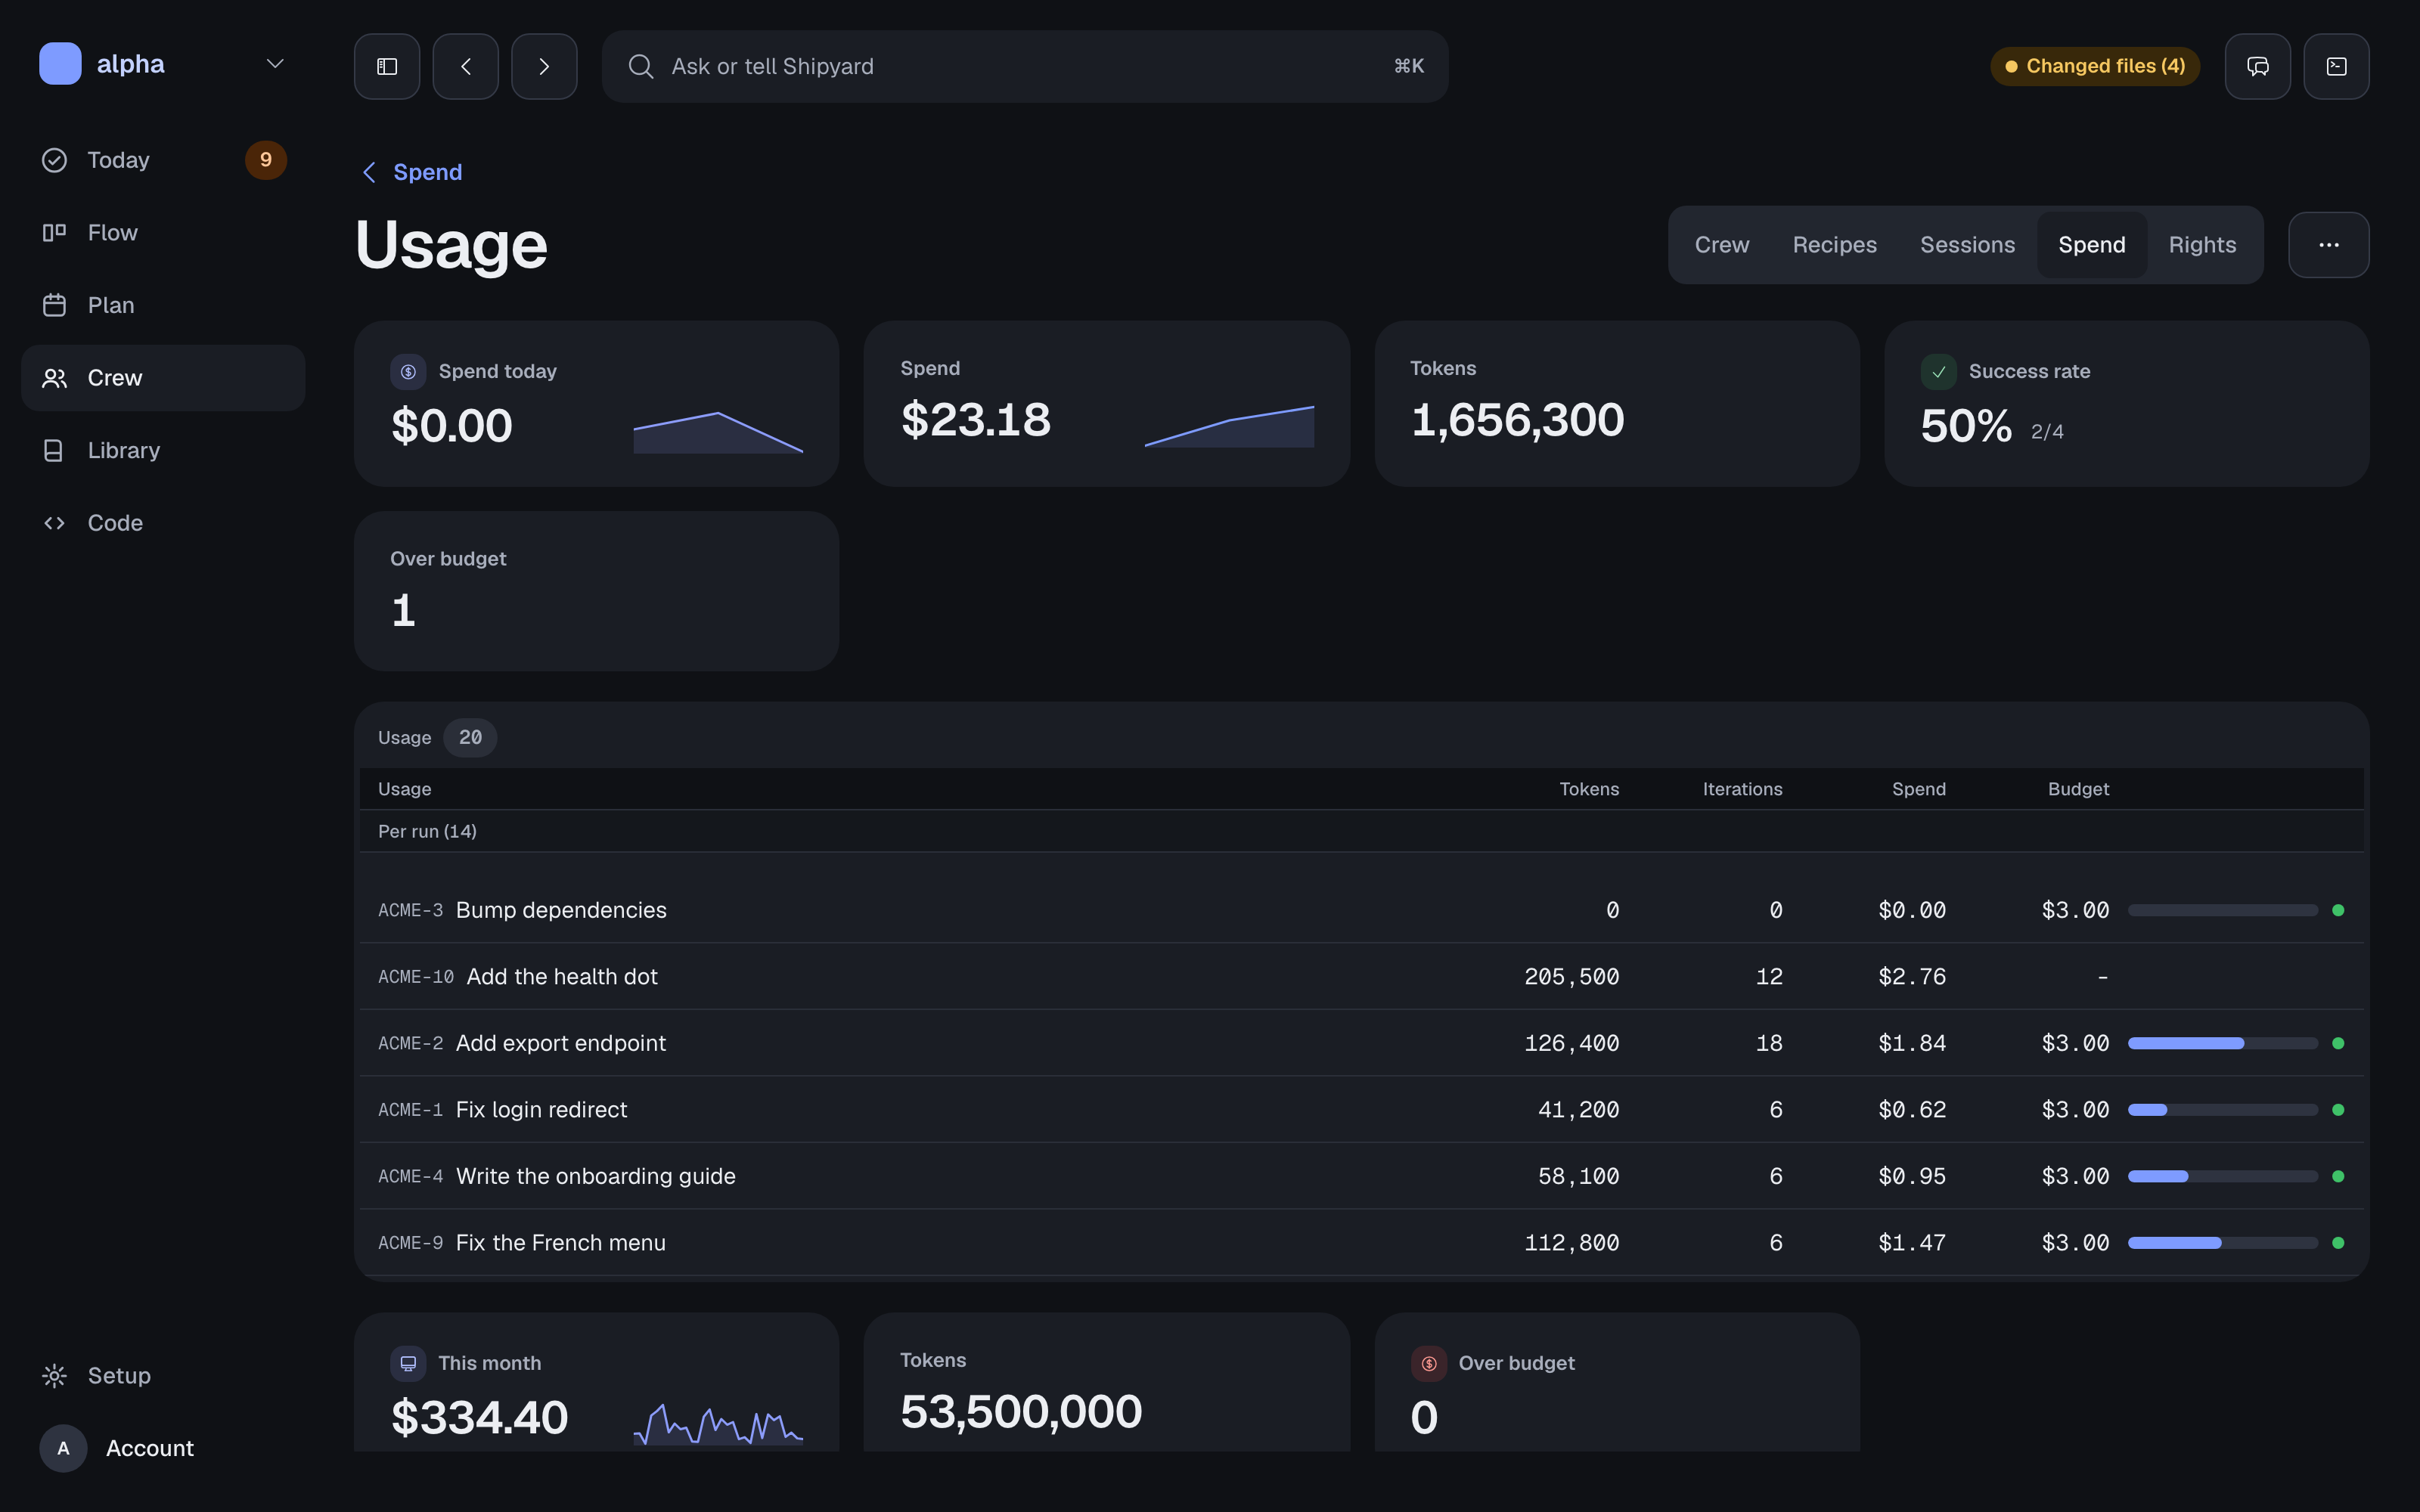 alpha
Ask or tell Shipyard
⌘K
Changed files (4)
Today
9
Flow
Plan
Crew
Library
Code
Setup
A
Account
Spend
Usage
Crew
Recipes
Sessions
Spend
Rights
Spend today
$0.00
Spend
$23.18
Tokens
1,656,300
Success rate
50% 2/4
Over budget
1
Usage 20
Usage Tokens Iterations Spend Budget
Per run (14)
ACME-3 Bump dependencies 0 0 $0.00 $3.00
ACME-10 Add the health dot 205,500 12 $2.76 -
ACME-2 Add export endpoint 126,400 18 $1.84 $3.00
ACME-1 Fix login redirect 41,200 6 $0.62 $3.00
ACME-4 Write the onboarding guide 58,100 6 $0.95 $3.00
ACME-9 Fix the French menu 112,800 6 $1.47 $3.00
This month
$334.40
Tokens
53,500,000
Over budget
0